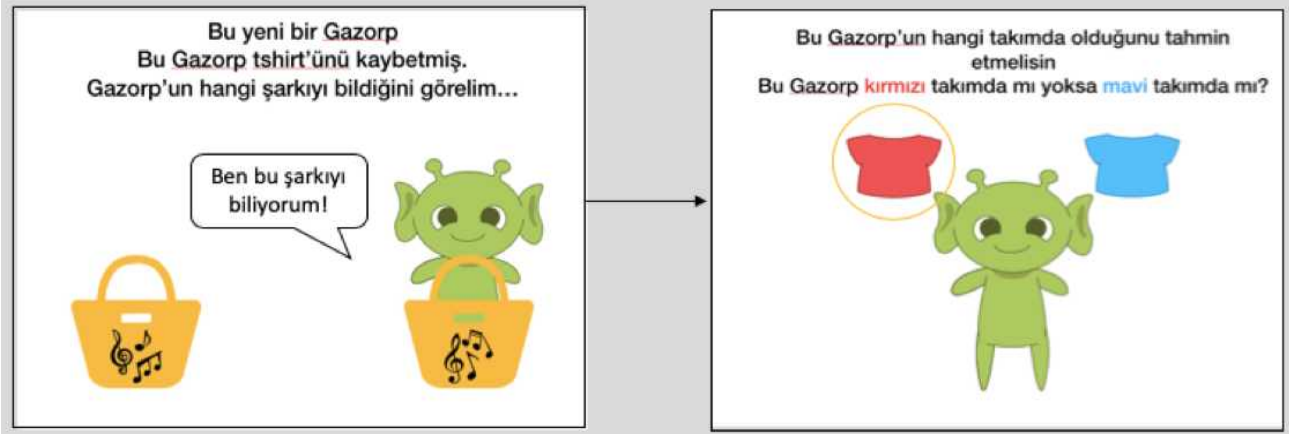 Bu yeni bir Gazorp
Bu Gazorp tshirt'ünü kaybetmiş.
Gazorp'un hangi şarkıyı bildiğini görelim…
Ben bu şarkıyı
biliyorum!
Bu Gazorp'un hangi takımda olduğunu tahmin
etmelisin
Bu Gazorp kırmızı takımda mı yoksa mavi takımda mı?